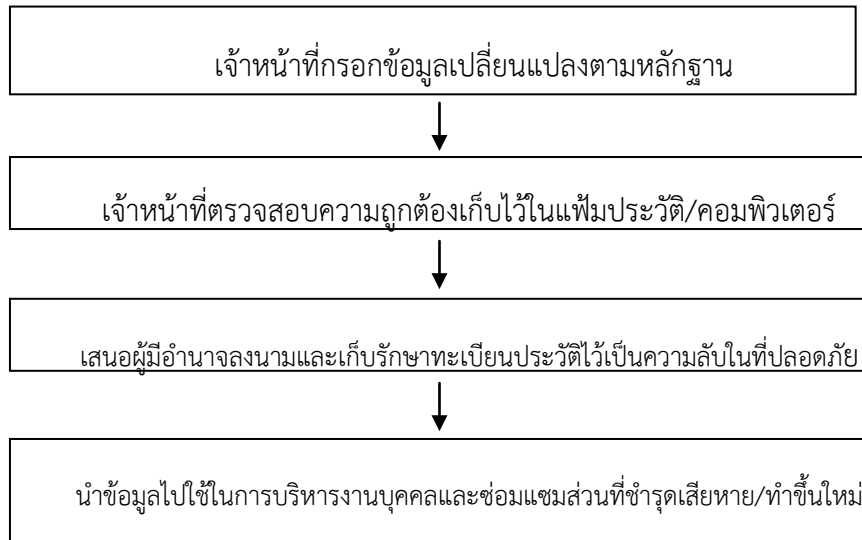 เจ้าหน้าที่กรอกข้อมูลเปลี่ยนแปลงตามหลักฐาน
เจ้าหน้าที่ตรวจสอบความถูกต้องเก็บไว้ในแฟ้มประวัติ/คอมพิวเตอร์
เสนอผู้มีอำนาจลงนามและเก็บรักษาทะเบียนประวัติไว้เป็นความลับในที่ปลอดภัย
นำข้อมูลไปใช้ในการบริหารงานบุคคลและซ่อมแซมส่วนที่ชำรุดเสียหาย/ทำขึ้นใหม่